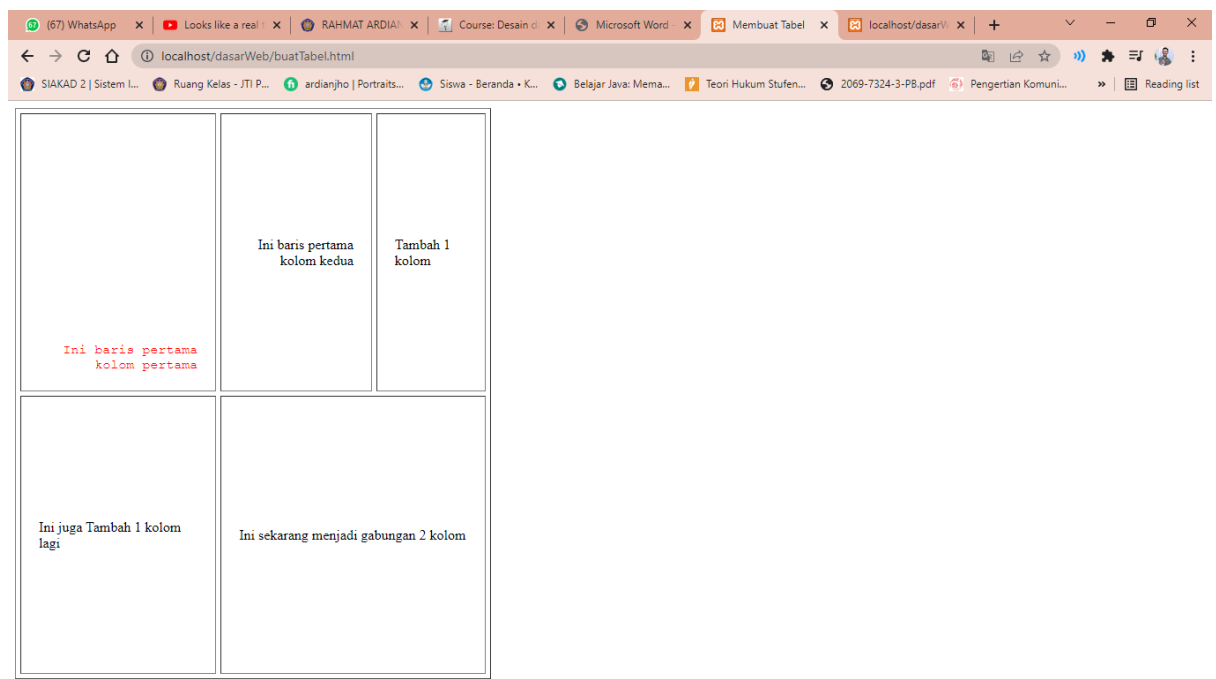 67 (67) WhatsApp
Looks like a real
RAHMAT ARDIAN
Course: Desain d
Microsoft Word -
Membuat Tabel
localhost/dasarW
localhost/dasarWeb/buatTabel.html
SIAKAD 2 | Sistem I...
Ruang Kelas - JTI P...
ardianjho | Portraits...
Siswa - Beranda • K...
Belajar Java: Mema...
Teori Hukum Stufen...
2069-7324-3-PB.pdf
Pengertian Komuni...
»
Reading list
Ini baris pertama
kolom pertama
Ini baris pertama
kolom kedua
Tambah 1
kolom
Ini juga Tambah 1 kolom
lagi
Ini sekarang menjadi gabungan 2 kolom